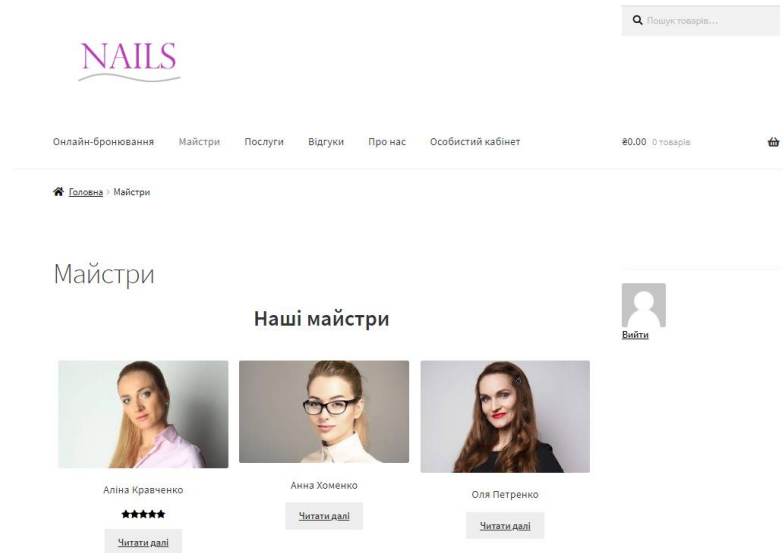 Пошук товарів…
NAILS
Онлайн-бронювання Майстри Послуги Відгуки Про нас Особистий кабінет
₴0.00 0 товарів
Головна › Майстри
Майстри
Наші майстри
Вийти
Аліна Кравченко
Анна Хоменко
Оля Петренко
Читати далі
Читати далі
Читати далі